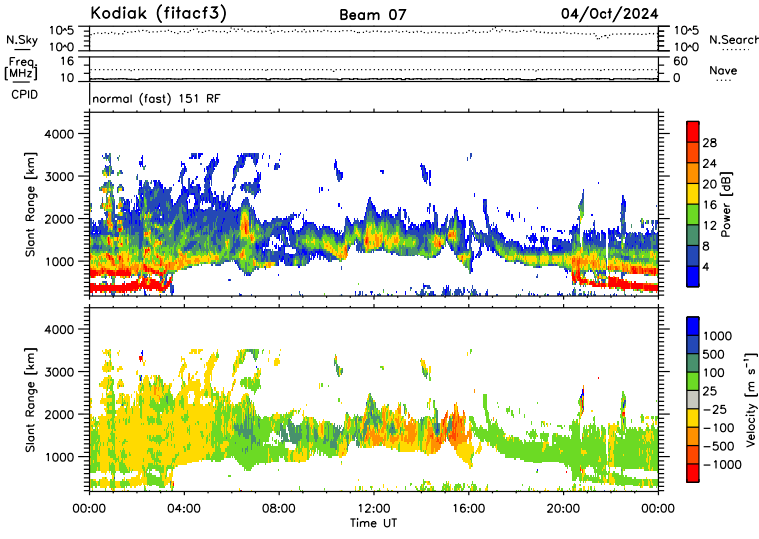 Kodiak (fitacf3) Beam 07 04/Oct/2024
N.Sky 10^5 10^0 10^5 10^0 N.Search
Freq. [MHz] 16 10 60 0 Nave
CPID normal (fast) 151 RF
Slant Range [km]
4000
3000
2000
1000
28
24
20
16
12
8
4
Power [dB]
Slant Range [km]
4000
3000
2000
1000
1000
500
100
25
-25
-100
-500
-1000
Velocity [m s^-1]
00:00 04:00 08:00 12:00 16:00 20:00 00:00
Time UT